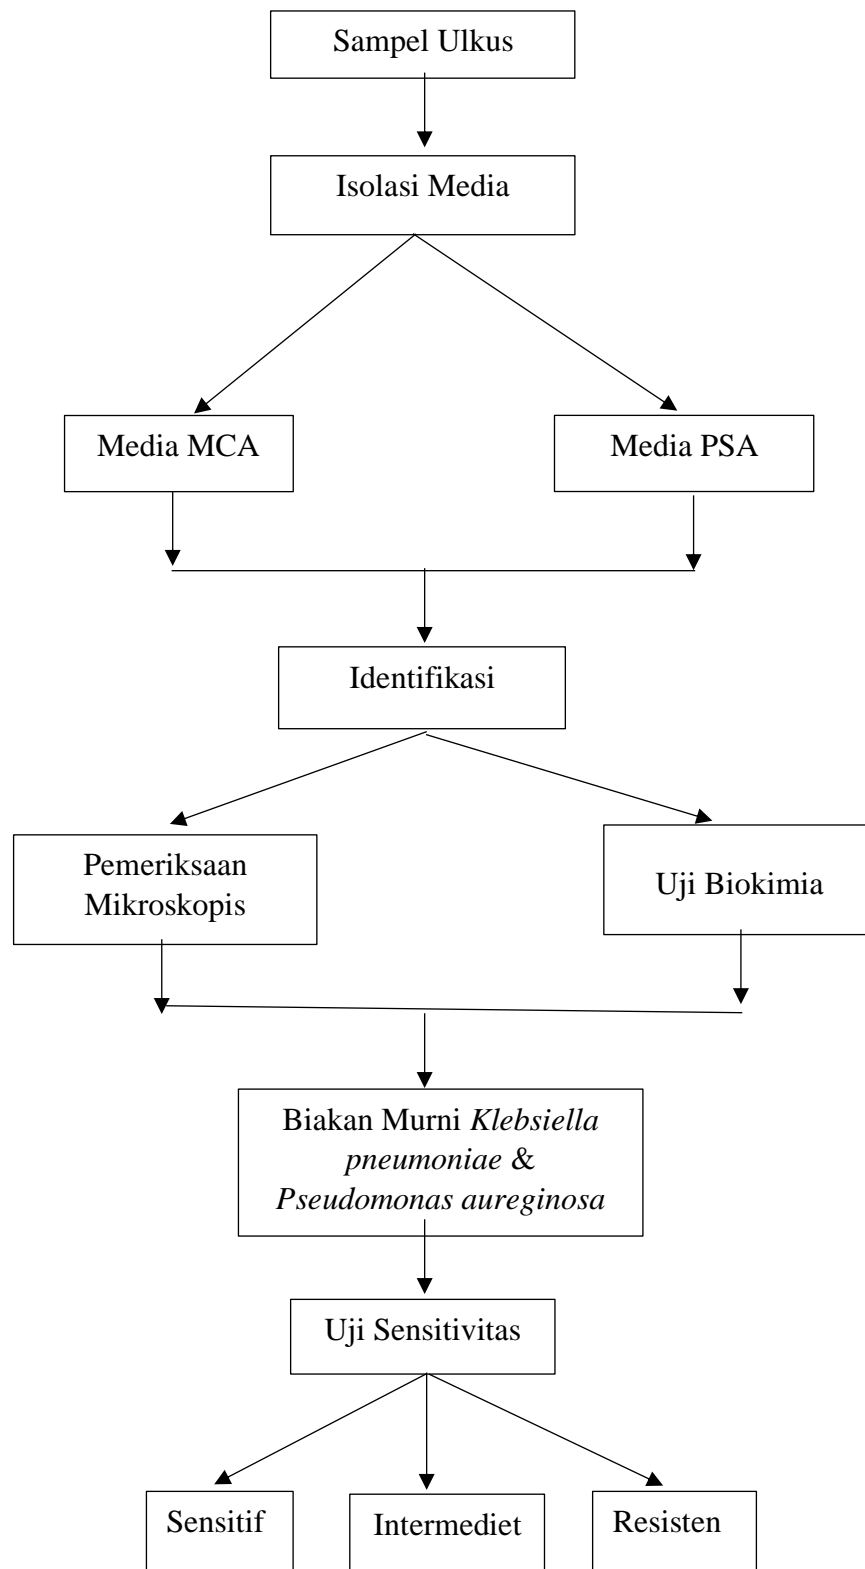 Sampel Ulkus
Isolasi Media
Media MCA
Media PSA
Identifikasi
Pemeriksaan
Mikroskopis
Uji Biokimia
Biakan Murni Klebsiella
pneumoniae &
Pseudomonas aureginosa
Uji Sensitivitas
Sensitif
Intermediet
Resisten